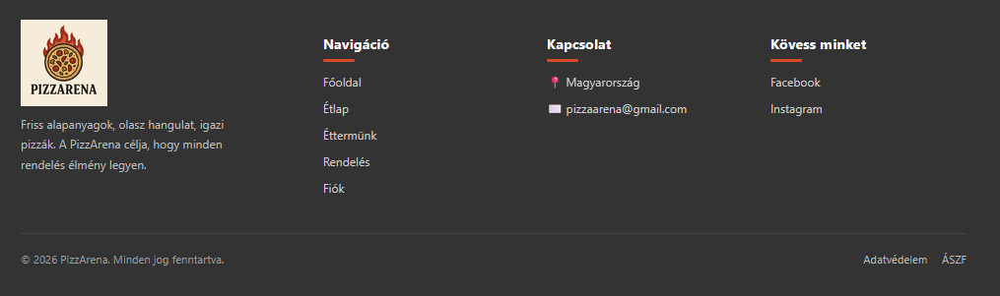 PIZZARENA
Friss alapanyagok, olasz hangulat, igazi
pizzák. A PizzArena célja, hogy minden
rendelés élmény legyen.
Navigáció
Főoldal
Étlap
Éttermünk
Rendelés
Fiók
Kapcsolat
📍 Magyarország
✉️ pizzaarena@gmail.com
Kövess minket
Facebook
Instagram
© 2026 PizzArena. Minden jog fenntartva.
Adatvédelem ÁSZF